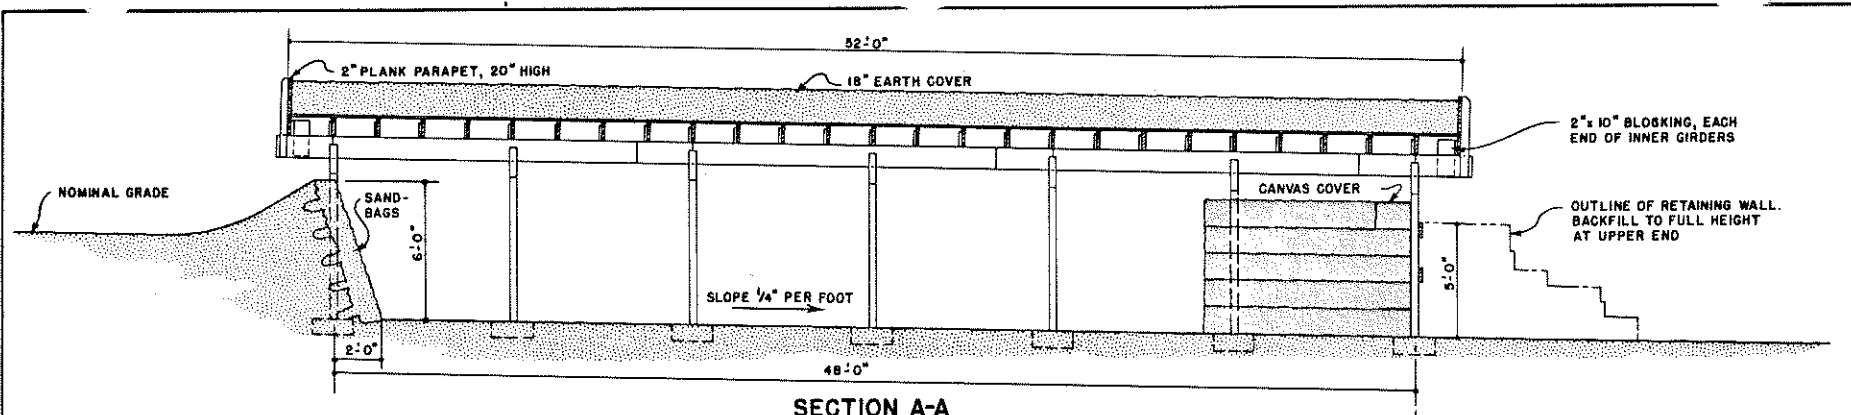 52'-0"
2" PLANK PARAPET, 20" HIGH
18" EARTH COVER
2"x 10" BLOCKING, EACH
END OF INNER GIRDERS
NOMINAL GRADE
SAND-
BAGS
CANVAS COVER
OUTLINE OF RETAINING WALL.
BACKFILL TO FULL HEIGHT
AT UPPER END
6'-0"
5'-0"
SLOPE 1/4" PER FOOT
2'-0"
48'-0"
SECTION A-A